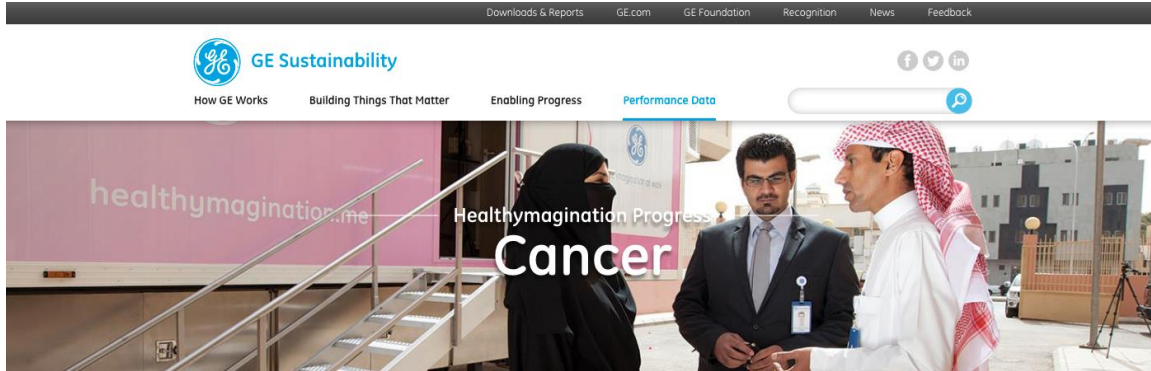 Downloads & Reports GE.com GE Foundation Recognition News Feedback
GE Sustainability
How GE Works Building Things That Matter Enabling Progress Performance Data
healthymagination.me
Healthymagination Progress
Cancer